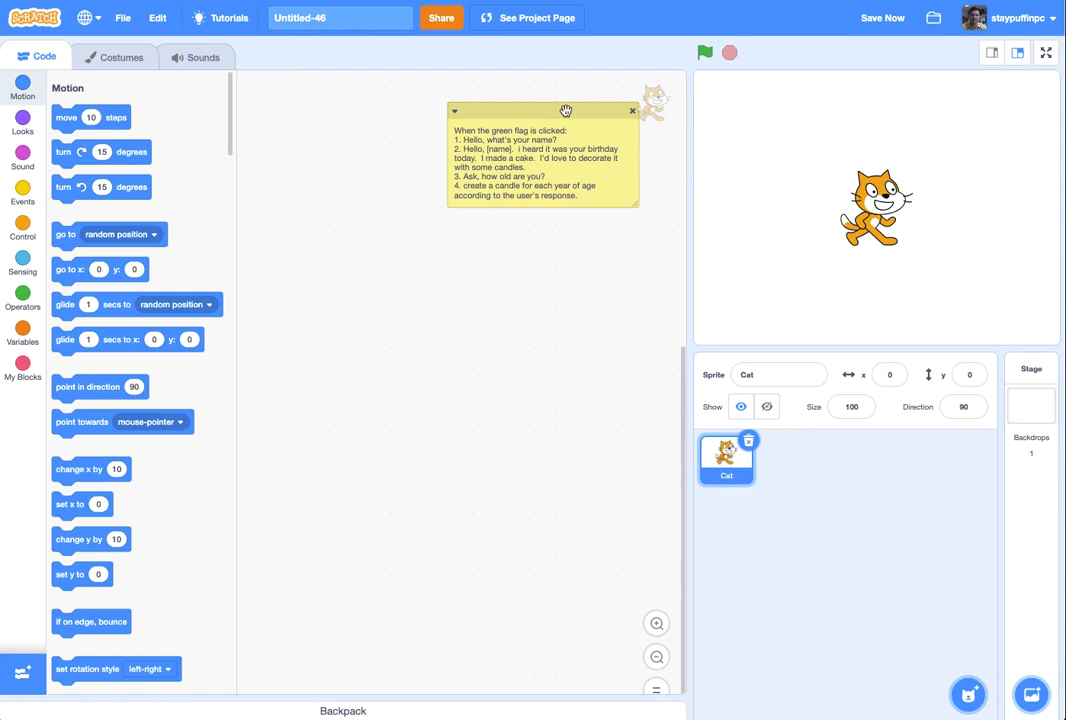 SCRATCH
File
Edit
Tutorials
Untitled-46
Share
See Project Page
Save Now
staypuffinpc
Code
Costumes
Sounds
Motion
Looks
Sound
Events
Control
Sensing
Operators
Variables
My Blocks
Motion
move 10 steps
turn 15 degrees
turn 15 degrees
go to random position
go to x: 0 y: 0
glide 1 secs to random position
glide 1 secs to x: 0 y: 0
point in direction 90
point towards mouse-pointer
change x by 10
set x to 0
change y by 10
set y to 0
if on edge, bounce
set rotation style left-right
When the green flag is clicked:
1. Hello, what's your name?
2. Hello, [name]. i heard it was your birthday
today. I made a cake. I'd love to decorate it
with some candles.
3. Ask, how old are you?
4. create a candle for each year of age
according to the user's response.
Sprite Cat x 0 y 0
Show Size 100 Direction 90
Cat
Stage
Backdrops
1
Backpack